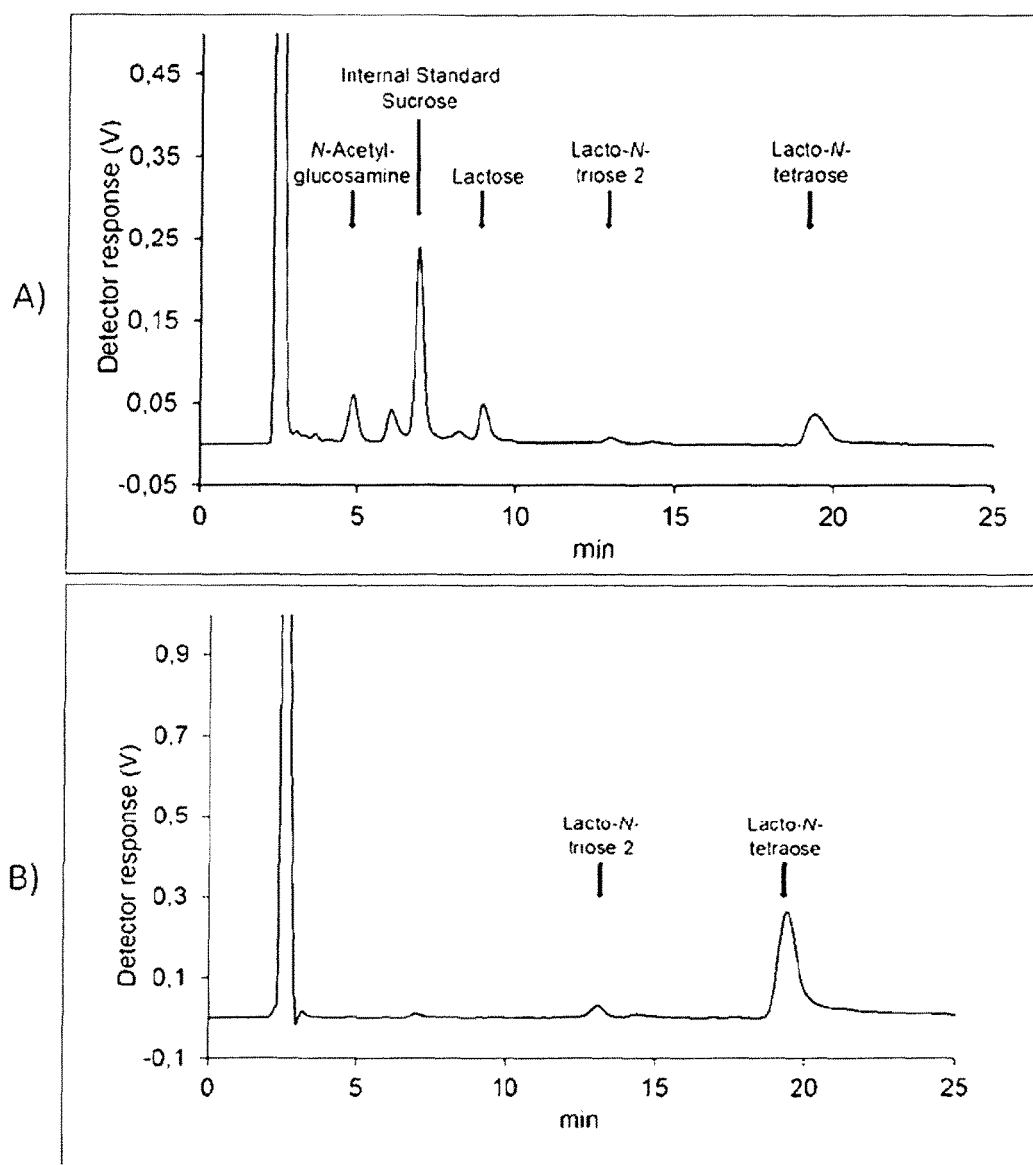 A)
Detector response (V)
0,45
0,35
0,25
0,15
0,05
-0,05
Internal Standard
Sucrose
N-Acetyl-
glucosamine
Lactose
Lacto-N-
triose 2
Lacto-N-
tetraose
0 5 10 15 20 25
min
B)
Detector response (V)
0,9
0,7
0,5
0,3
0,1
-0,1
Lacto-N-
triose 2
Lacto-N-
tetraose
0 5 10 15 20 25
min